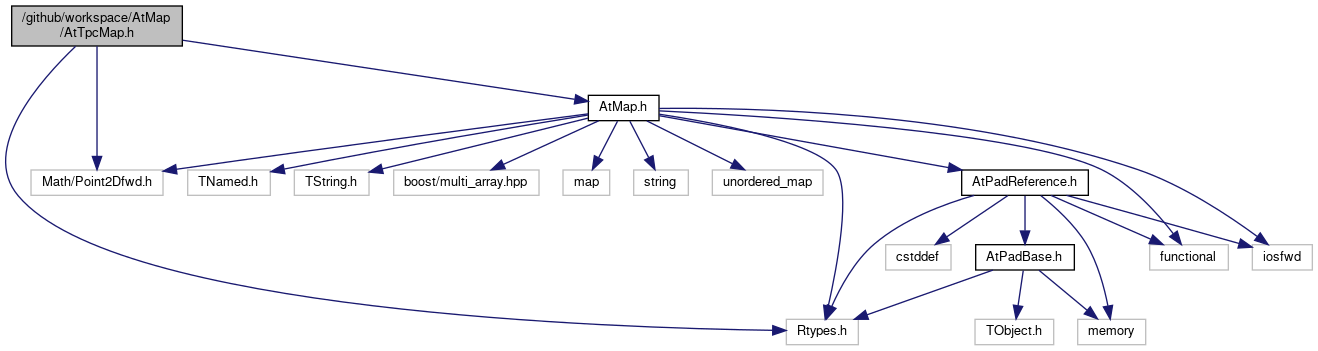 /github/workspace/AtMap
/AtTpcMap.h
AtMap.h
Math/Point2Dfwd.h
TNamed.h
TString.h
boost/multi_array.hpp
map
string
unordered_map
AtPadReference.h
cstddef
AtPadBase.h
functional
iosfwd
Rtypes.h
TObject.h
memory